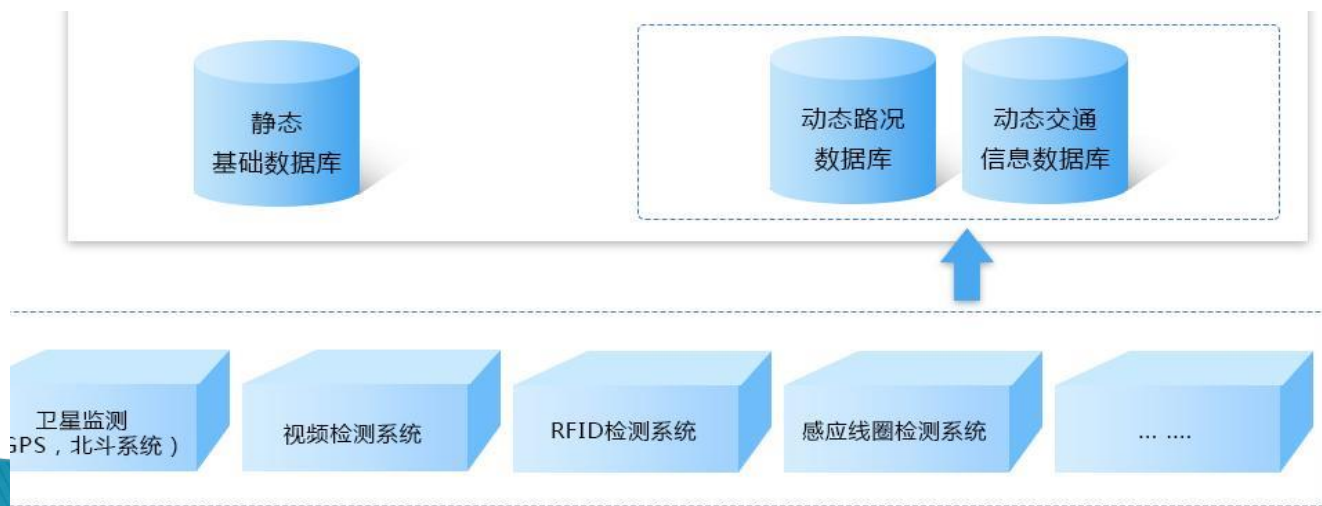 静态
基础数据库
动态路况
数据库
动态交通
信息数据库
卫星监测
GPS，北斗系统）
视频检测系统
RFID检测系统
感应线圈检测系统
... ....